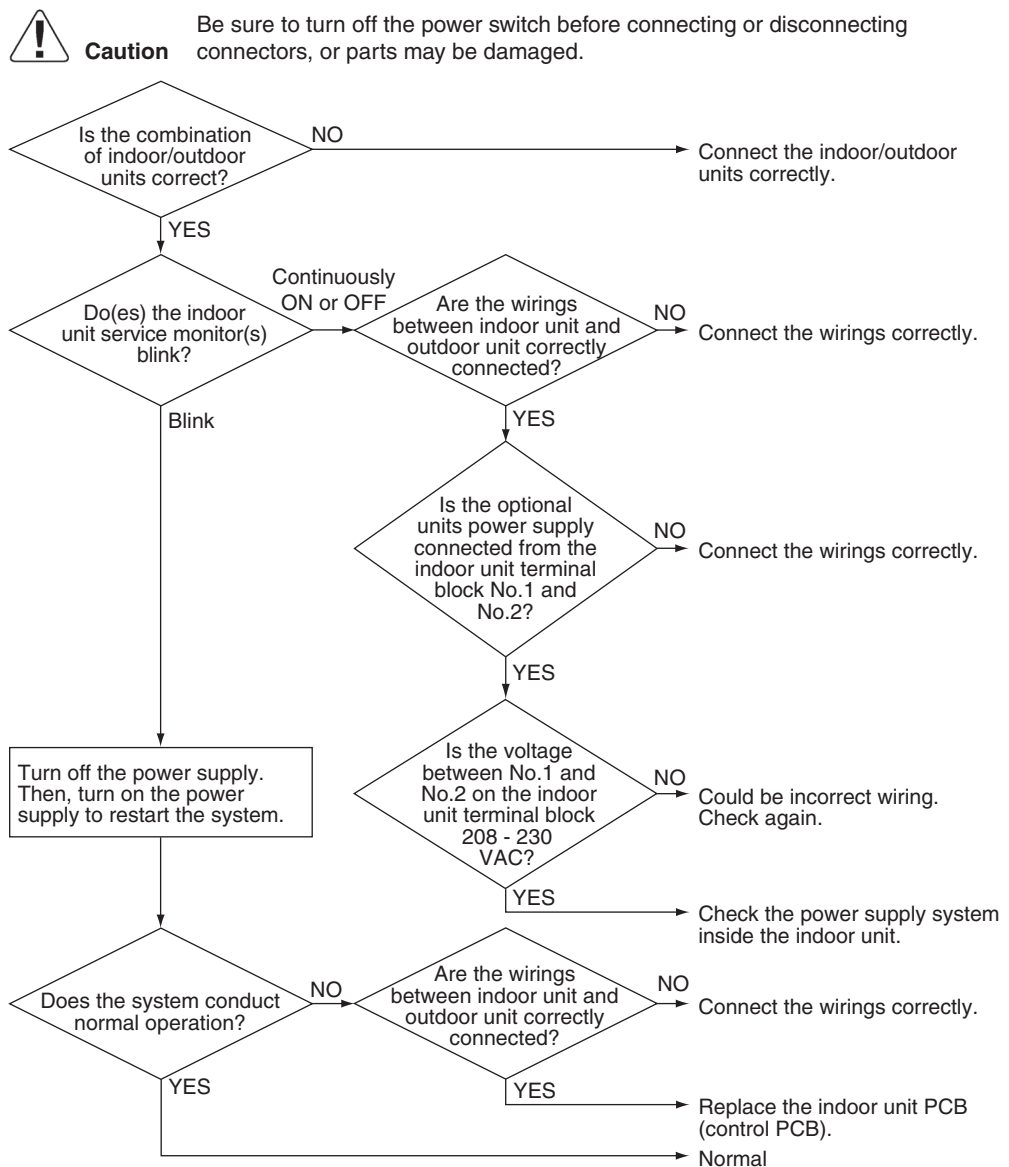 Caution
Be sure to turn off the power switch before connecting or disconnecting
connectors, or parts may be damaged.
Is the combination
of indoor/outdoor
units correct?
NO
Connect the indoor/outdoor
units correctly.
YES
Do(es) the indoor
unit service monitor(s)
blink?
Continuously
ON or OFF
Are the wirings
between indoor unit and
outdoor unit correctly
connected?
NO
Connect the wirings correctly.
Blink
YES
Is the optional
units power supply
connected from the
indoor unit terminal
block No.1 and
No.2?
NO
Connect the wirings correctly.
YES
Is the voltage
between No.1 and
No.2 on the indoor
unit terminal block
208 - 230
VAC?
NO
Could be incorrect wiring.
Check again.
YES
Check the power supply system
inside the indoor unit.
Turn off the power supply.
Then, turn on the power
supply to restart the system.
Does the system conduct
normal operation?
NO
Are the wirings
between indoor unit and
outdoor unit correctly
connected?
NO
Connect the wirings correctly.
YES
Replace the indoor unit PCB
(control PCB).
YES
Normal